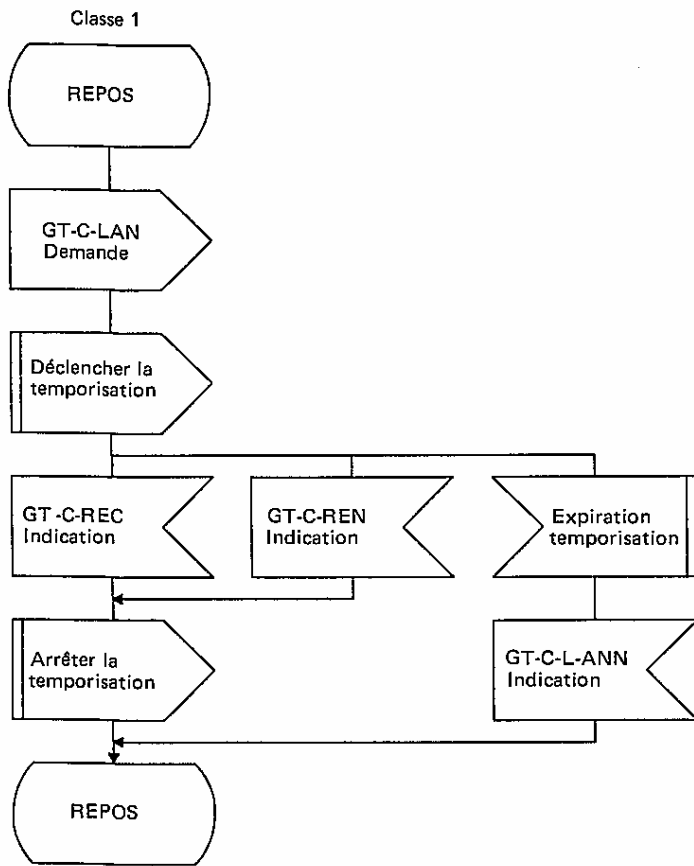 Classe 1
REPOS
GT-C-LAN
Demande
Déclencher la
temporisation
GT-C-REC
Indication
GT-C-REN
Indication
Expiration
temporisation
Arrêter la
temporisation
GT-C-L-ANN
Indication
REPOS